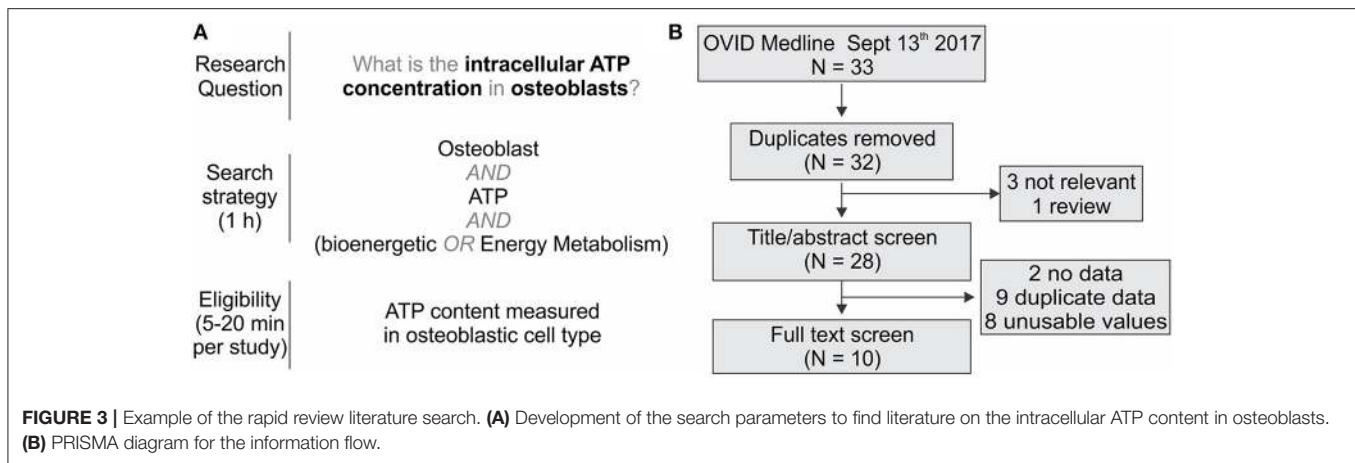 A
Research
Question
What is the intracellular ATP
concentration in osteoblasts?
Search
strategy
(1 h)
Osteoblast
AND
ATP
AND
(bioenergetic OR Energy Metabolism)
Eligibility
(5-20 min
per study)
ATP content measured
in osteoblastic cell type
B
OVID Medline Sept 13th 2017
N = 33
Duplicates removed
(N = 32)
3 not relevant
1 review
Title/abstract screen
(N = 28)
2 no data
9 duplicate data
8 unusable values
Full text screen
(N = 10)
FIGURE 3 | Example of the rapid review literature search. (A) Development of the search parameters to find literature on the intracellular ATP content in osteoblasts.
(B) PRISMA diagram for the information flow.